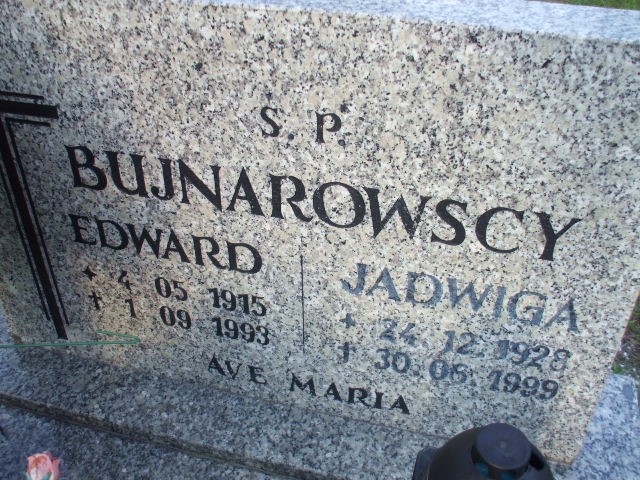 Ś. P.
BUJNAROWSCY
EDWARD
4 05 1915
† 1 09 1993
JADWIGA
24. 12. 1928
† 30. 06. 1999
AVE MARIA